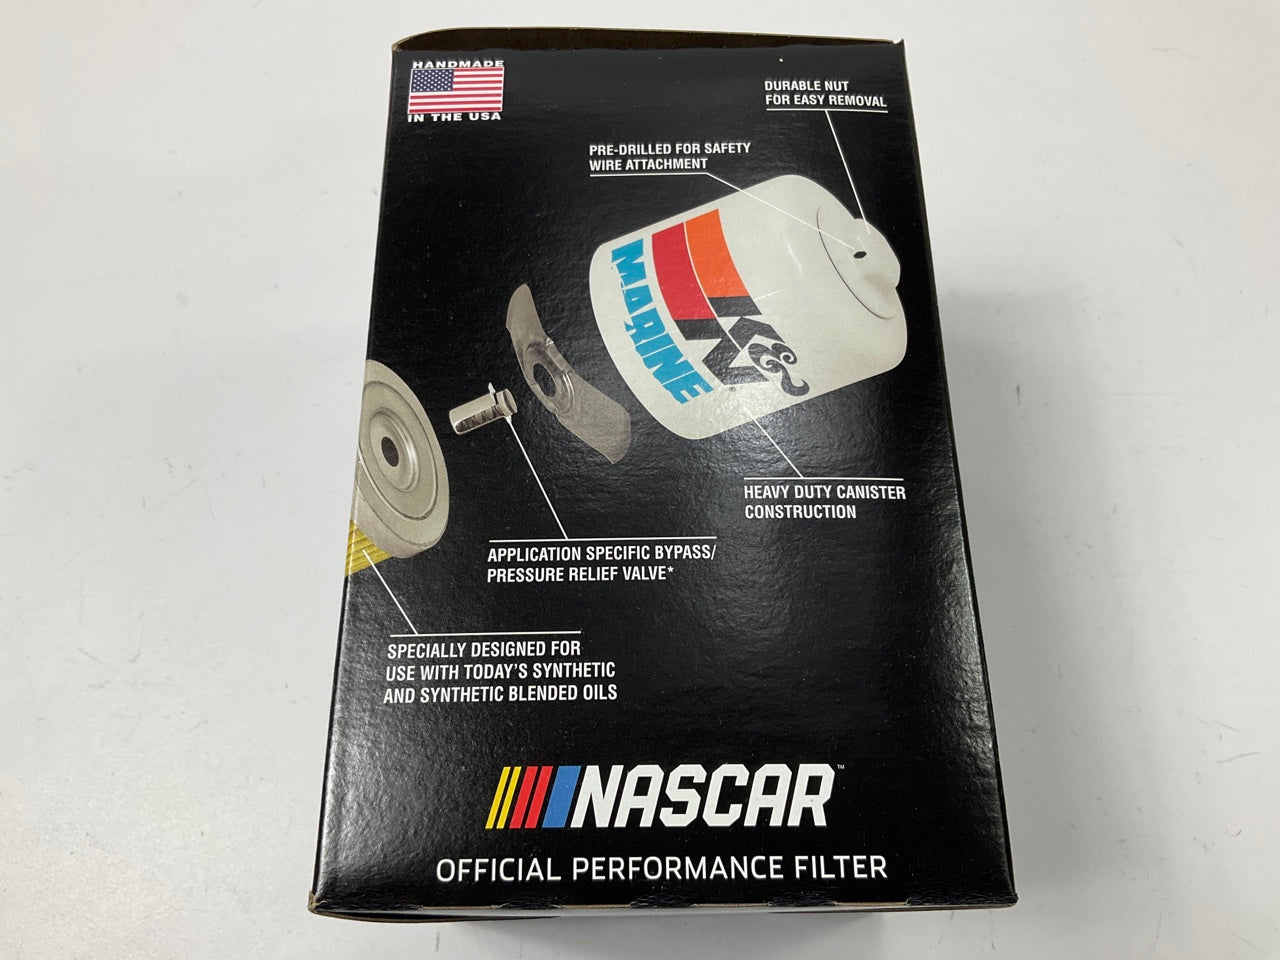 HANDMADE
IN THE USA
DURABLE NUT
FOR EASY REMOVAL
PRE-DRILLED FOR SAFETY
WIRE ATTACHMENT
MARINE
K&N
HEAVY DUTY CANISTER
CONSTRUCTION
APPLICATION SPECIFIC BYPASS/
PRESSURE RELIEF VALVE*
SPECIALLY DESIGNED FOR
USE WITH TODAY'S SYNTHETIC
AND SYNTHETIC BLENDED OILS
NASCAR™
OFFICIAL PERFORMANCE FILTER